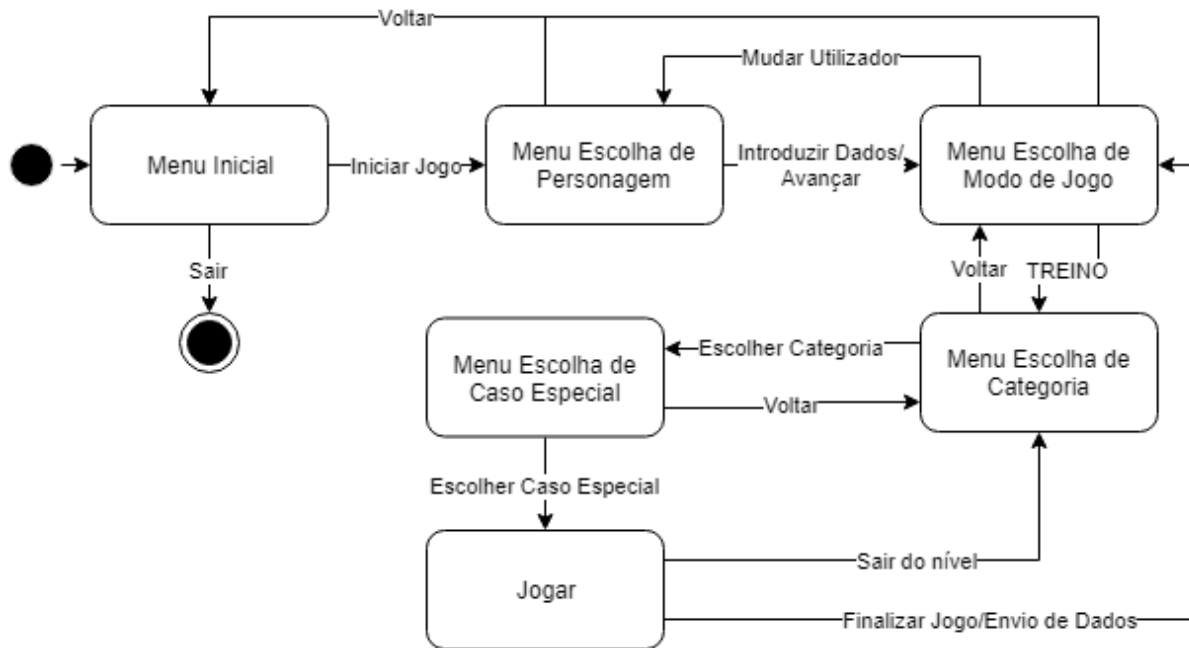 Voltar
Mudar Utilizador
Menu Inicial
Iniciar Jogo
Menu Escolha de
Personagem
Introduzir Dados/
Avançar
Menu Escolha de
Modo de Jogo
Sair
Voltar
TREINO
Menu Escolha de
Caso Especial
Escolher Categoria
Voltar
Menu Escolha de
Categoria
Escolher Caso Especial
Jogar
Sair do nível
Finalizar Jogo/Envio de Dados